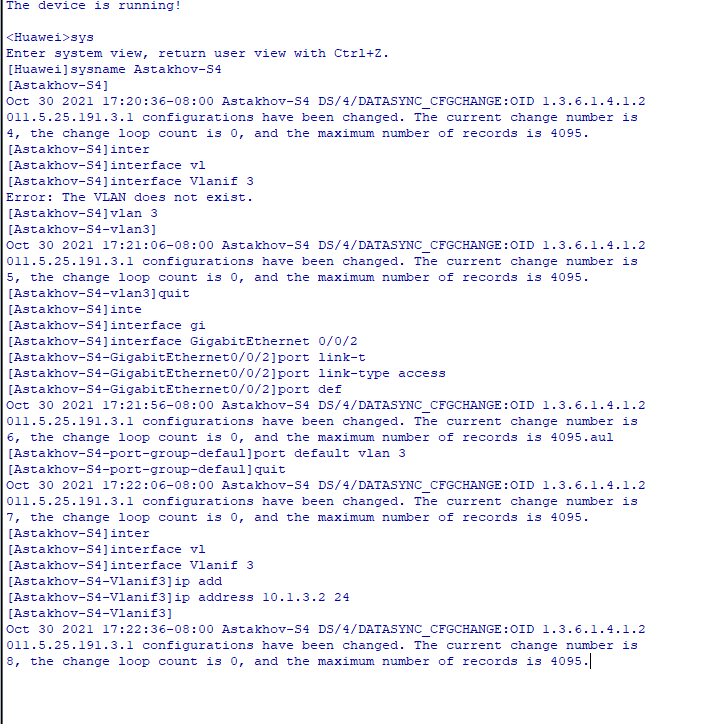 The device is running!
<Huawei>sys
Enter system view, return user view with Ctrl+Z.
[Huawei]sysname Astakhov-S4
[Astakhov-S4]
Oct 30 2021 17:20:36-08:00 Astakhov-S4 DS/4/DATASYNC_CFGCHANGE:OID 1.3.6.1.4.1.2
011.5.25.191.3.1 configurations have been changed. The current change number is
4, the change loop count is 0, and the maximum number of records is 4095.
[Astakhov-S4]inter
[Astakhov-S4]interface vl
[Astakhov-S4]interface Vlanif 3
Error: The VLAN does not exist.
[Astakhov-S4]vlan 3
[Astakhov-S4-vlan3]
Oct 30 2021 17:21:06-08:00 Astakhov-S4 DS/4/DATASYNC_CFGCHANGE:OID 1.3.6.1.4.1.2
011.5.25.191.3.1 configurations have been changed. The current change number is
5, the change loop count is 0, and the maximum number of records is 4095.
[Astakhov-S4-vlan3]quit
[Astakhov-S4]inte
[Astakhov-S4]interface gi
[Astakhov-S4]interface GigabitEthernet 0/0/2
[Astakhov-S4-GigabitEthernet0/0/2]port link-t
[Astakhov-S4-GigabitEthernet0/0/2]port link-type access
[Astakhov-S4-GigabitEthernet0/0/2]port def
Oct 30 2021 17:21:56-08:00 Astakhov-S4 DS/4/DATASYNC_CFGCHANGE:OID 1.3.6.1.4.1.2
011.5.25.191.3.1 configurations have been changed. The current change number is
6, the change loop count is 0, and the maximum number of records is 4095.aul
[Astakhov-S4-port-group-defaul]port default vlan 3
[Astakhov-S4-port-group-defaul]quit
Oct 30 2021 17:22:06-08:00 Astakhov-S4 DS/4/DATASYNC_CFGCHANGE:OID 1.3.6.1.4.1.2
011.5.25.191.3.1 configurations have been changed. The current change number is
7, the change loop count is 0, and the maximum number of records is 4095.
[Astakhov-S4]inter
[Astakhov-S4]interface vl
[Astakhov-S4]interface Vlanif 3
[Astakhov-S4-Vlanif3]ip add
[Astakhov-S4-Vlanif3]ip address 10.1.3.2 24
[Astakhov-S4-Vlanif3]
Oct 30 2021 17:22:36-08:00 Astakhov-S4 DS/4/DATASYNC_CFGCHANGE:OID 1.3.6.1.4.1.2
011.5.25.191.3.1 configurations have been changed. The current change number is
8, the change loop count is 0, and the maximum number of records is 4095.